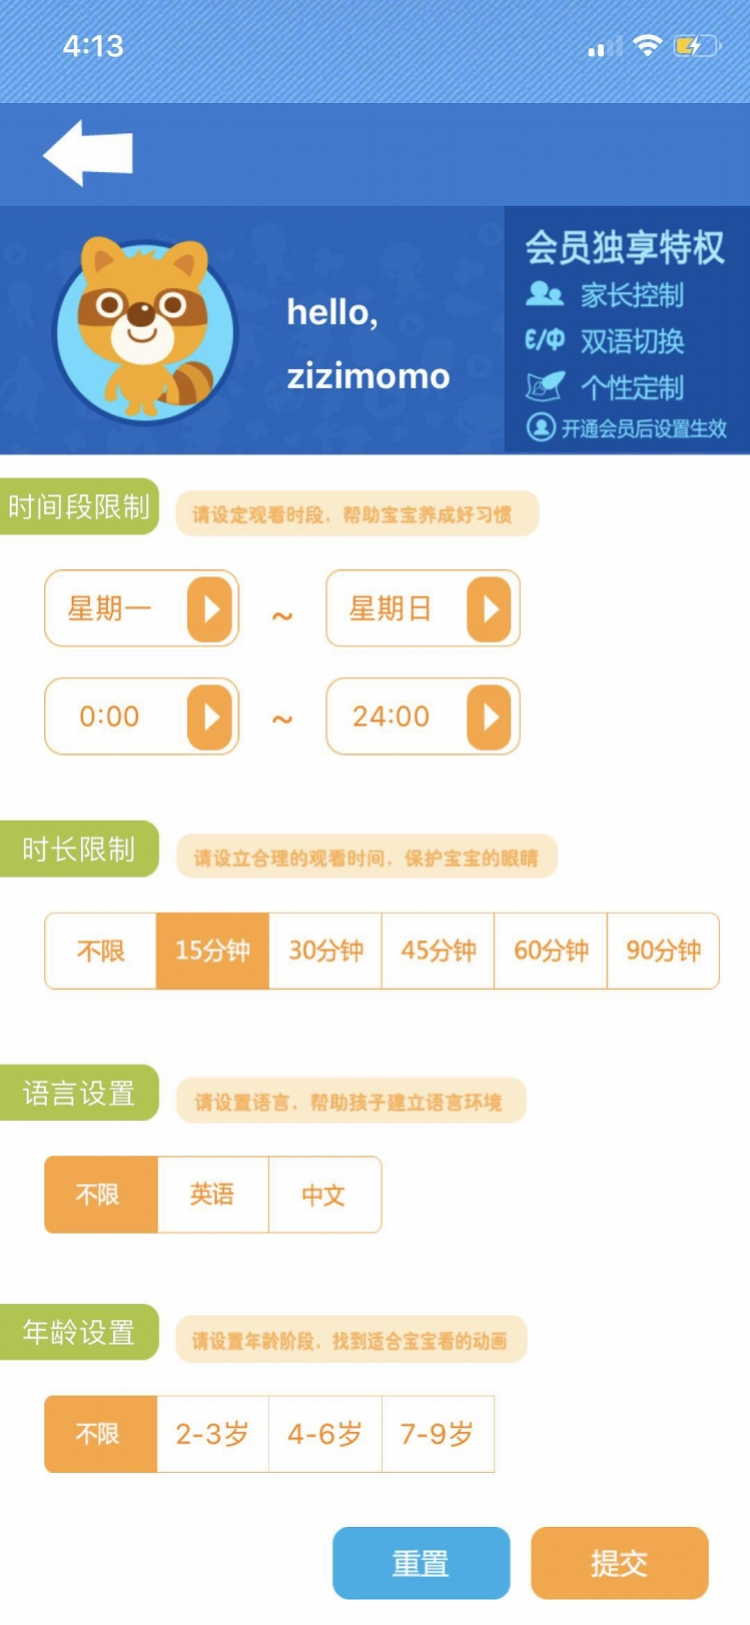 4:13
会员独享特权
家长控制
ε/Ф 双语切换
个性定制
开通会员后设置生效
hello,
zizimomo
时间段限制
请设定观看时段，帮助宝宝养成好习惯
星期一 ~ 星期日
0:00 ~ 24:00
时长限制
请设立合理的观看时间，保护宝宝的眼睛
不限 15分钟 30分钟 45分钟 60分钟 90分钟
语言设置
请设置语言，帮助孩子建立语言环境
不限 英语 中文
年龄设置
请设置年龄阶段，找到适合宝宝看的动画
不限 2-3岁 4-6岁 7-9岁
重置 提交